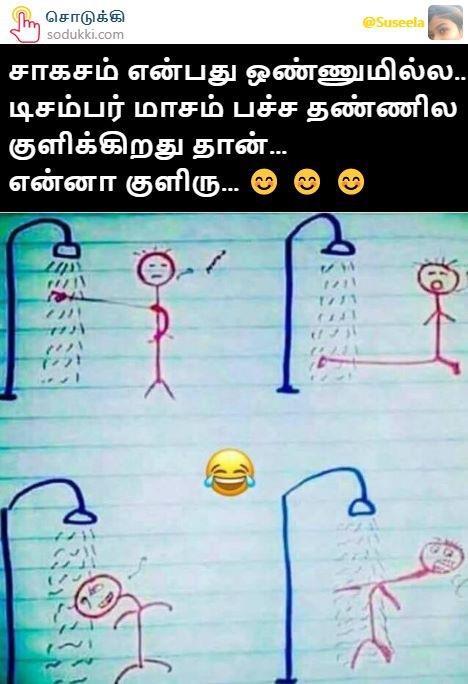 சொடுக்கி
sodukki.com
@Suseela
சாகசம் என்பது ஒண்ணுமில்ல..
டிசம்பர் மாசம் பச்ச தண்ணில
குளிக்கிறது தான்...
என்னா குளிரு... 😊 😊 😊